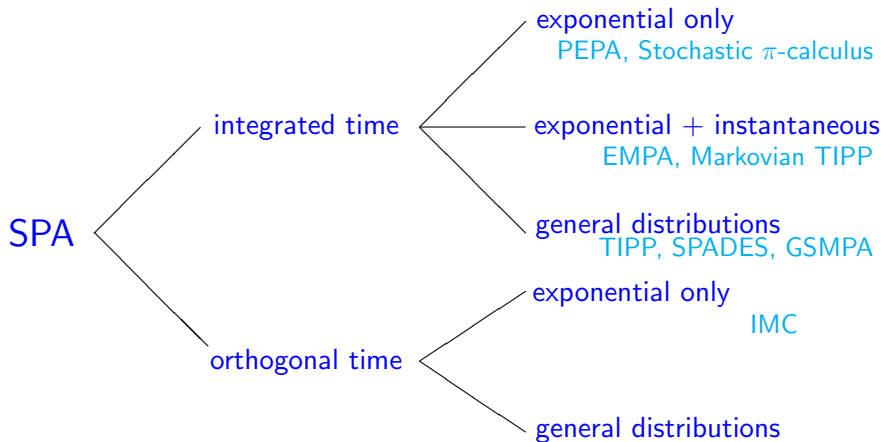 exponential only
PEPA, Stochastic π-calculus
integrated time
exponential + instantaneous
EMPA, Markovian TIPP
general distributions
TIPP, SPADES, GSMPA
SPA
exponential only
IMC
orthogonal time
general distributions